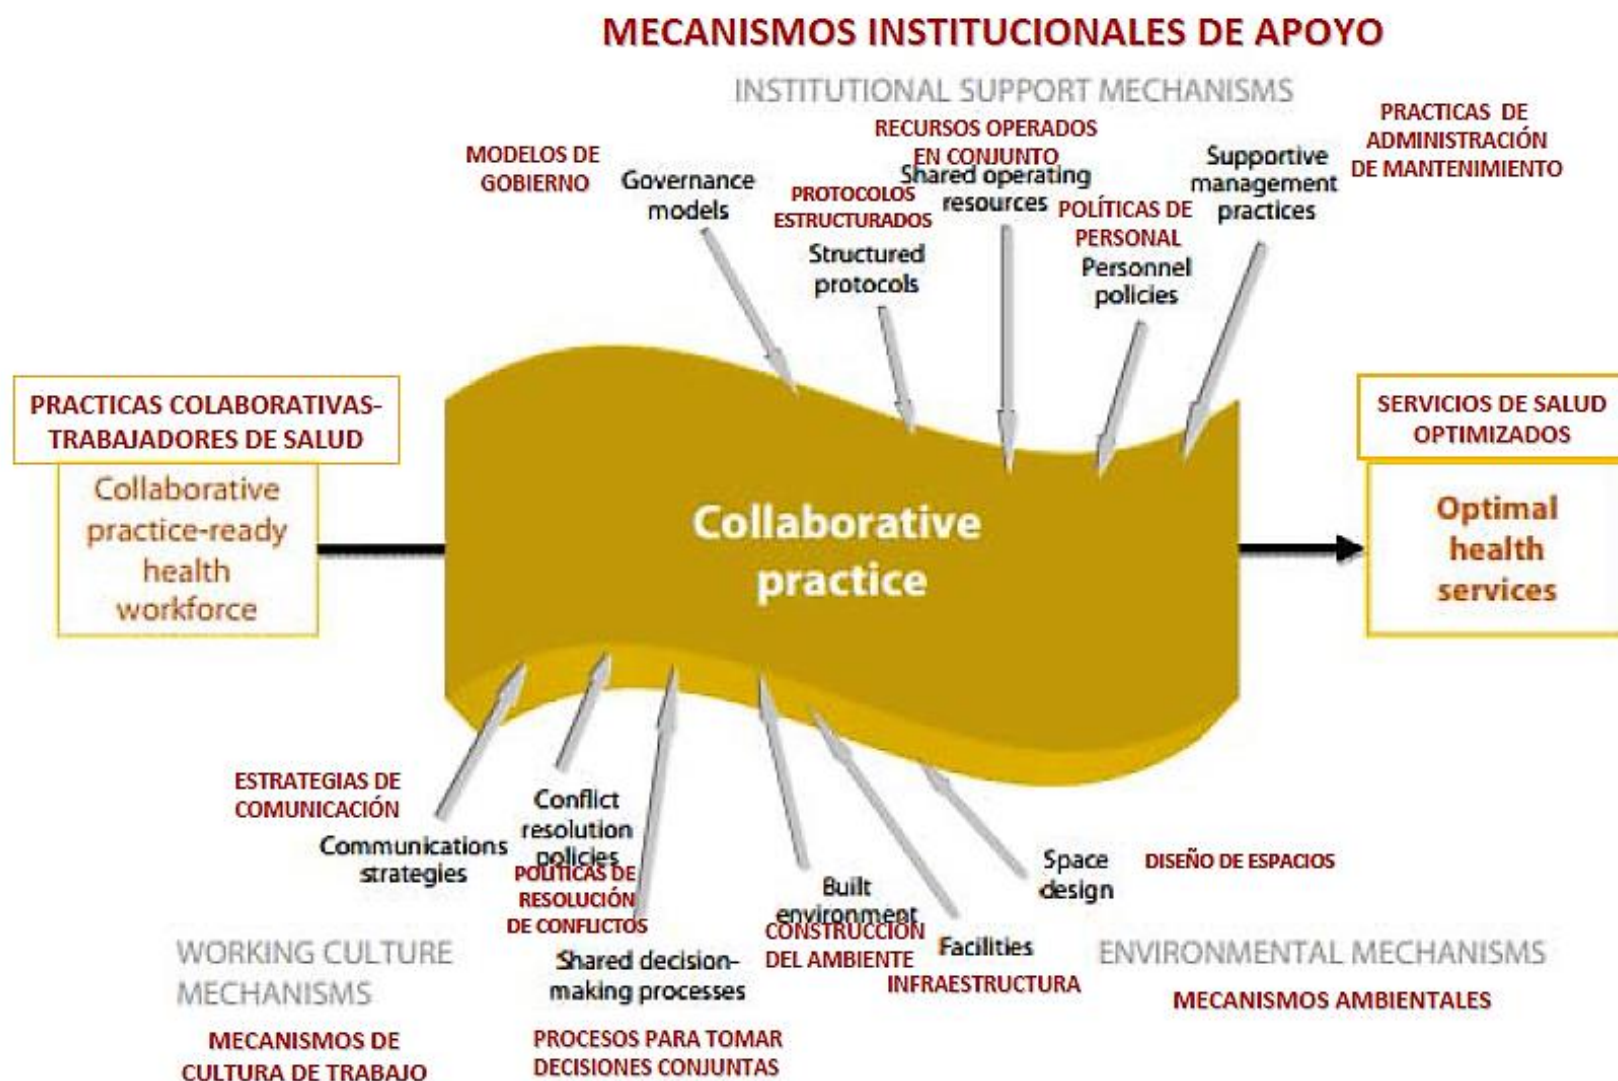 MECANISMOS INSTITUCIONALES DE APOYO
INSTITUTIONAL SUPPORT MECHANISMS
MODELOS DE
GOBIERNO
Governance
models
PROTOCOLOS
ESTRUCTURADOS
Structured
protocols
RECURSOS OPERADOS
EN CONJUNTO
Shared operating
resources
POLÍTICAS DE
PERSONAL
Personnel
policies
Supportive
management
practices
PRACTICAS DE
ADMINISTRACIÓN
DE MANTENIMIENTO
PRACTICAS COLABORATIVAS-
TRABAJADORES DE SALUD
Collaborative
practice-ready
health
workforce
Collaborative
practice
SERVICIOS DE SALUD
OPTIMIZADOS
Optimal
health
services
ESTRATEGIAS DE
COMUNICACIÓN
Communications
strategies
Conflict
resolution
policies
POLÍTICAS DE
RESOLUCIÓN
DE CONFLICTOS
Shared decision-
making processes
PROCESOS PARA TOMAR
DECISIONES CONJUNTAS
WORKING CULTURE
MECHANISMS
MECANISMOS DE
CULTURA DE TRABAJO
Built
environment
CONSTRUCCIÓN
DEL AMBIENTE
Facilities
INFRAESTRUCTURA
Space
design
DISEÑO DE ESPACIOS
ENVIRONMENTAL MECHANISMS
MECANISMOS AMBIENTALES